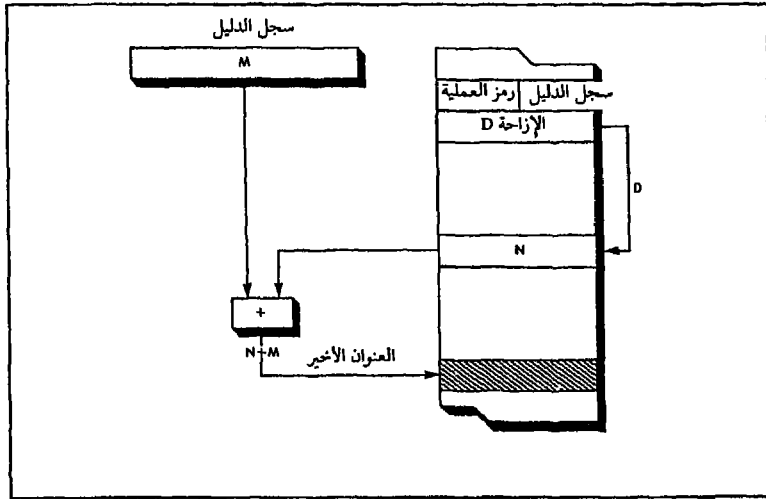 سجل الدليل
M
سجل الدليل رمز العملية
الإزاحة D
D
N
+
N+M
العنوان الأخير